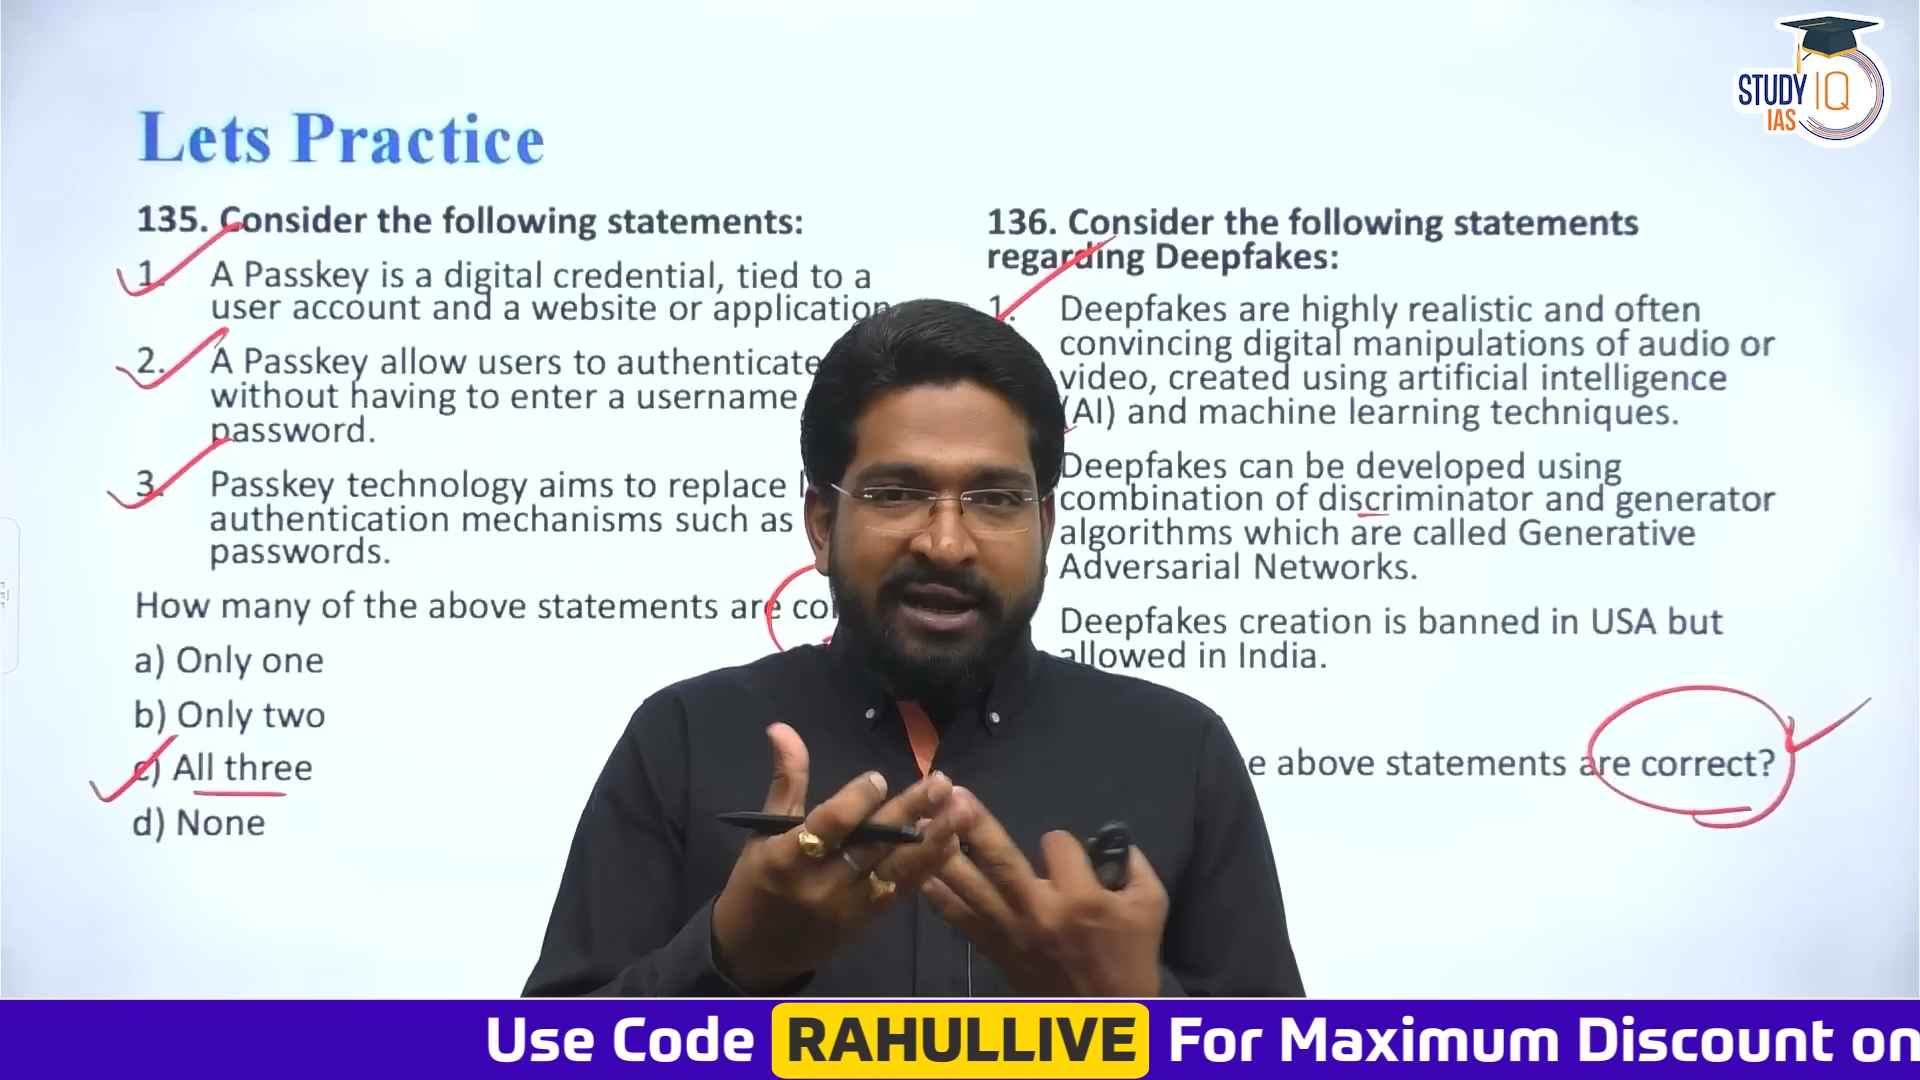 STUDY IQ
IAS
Lets Practice
135. Consider the following statements:
1. A Passkey is a digital credential, tied to a
user account and a website or application
2. A Passkey allow users to authenticate
without having to enter a username
password.
3. Passkey technology aims to replace
authentication mechanisms such as
passwords.
How many of the above statements are
a) Only one
b) Only two
c) All three
d) None
136. Consider the following statements
regarding Deepfakes:
1. Deepfakes are highly realistic and often
convincing digital manipulations of audio or
video, created using artificial intelligence
(AI) and machine learning techniques.
Deepfakes can be developed using
combination of discriminator and generator
algorithms which are called Generative
Adversarial Networks.
Deepfakes creation is banned in USA but
allowed in India.
above statements are correct?
Use Code RAHULLIVE For Maximum Discount on